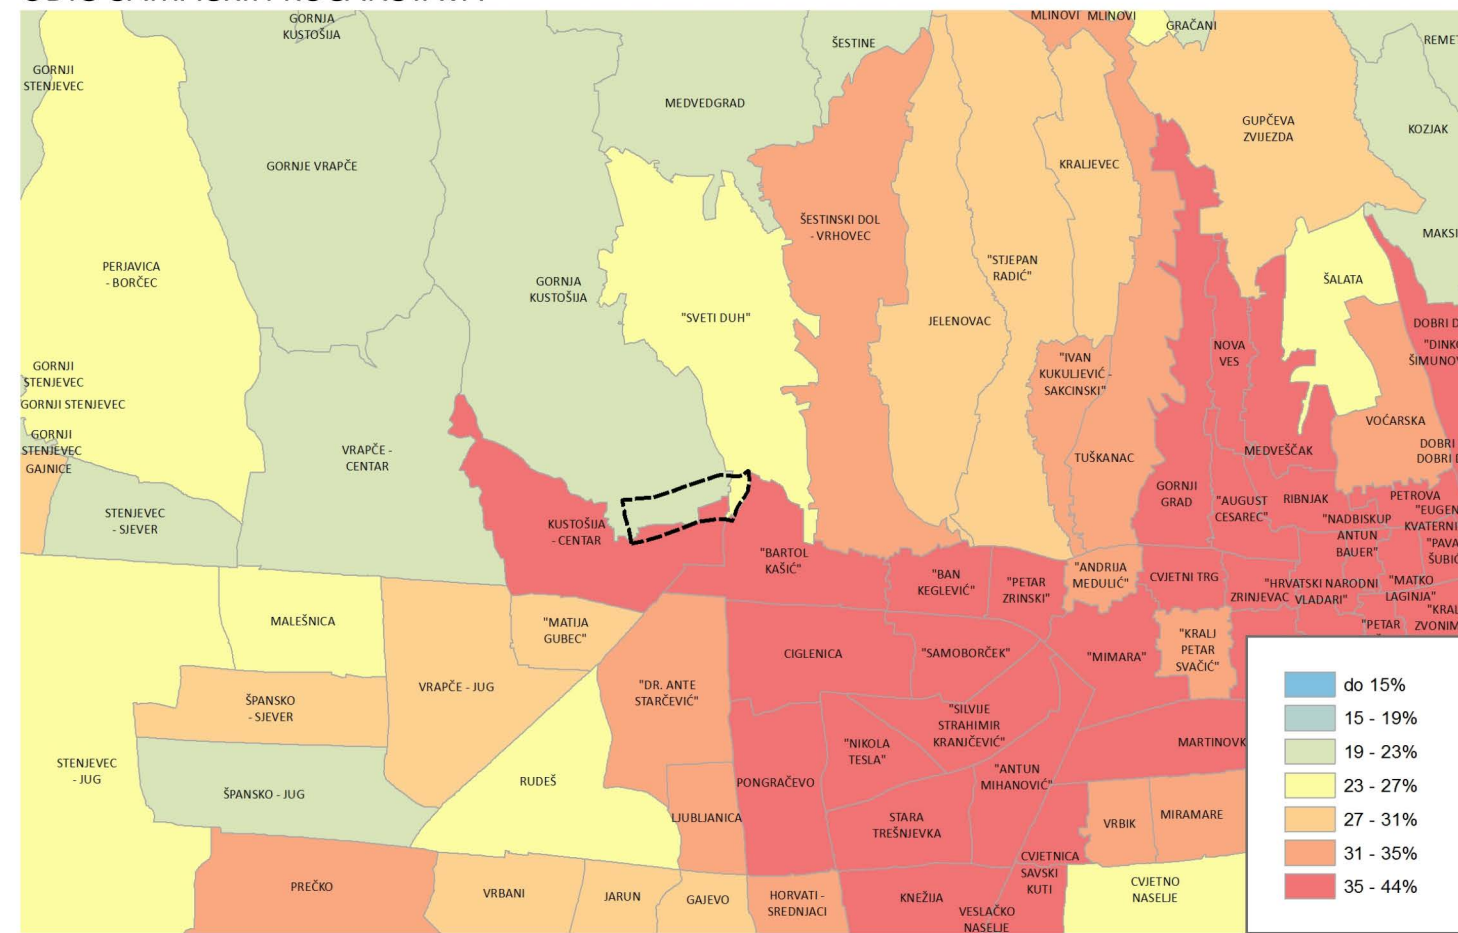 GORNJA
KUSTOŠIJA
MLINOVI
MLINOVI
GRAČANI
ŠESTINE
GORNJI
STENJEVEC
MEDVEDGRAD
GUPČEVA
ZVIJEZDA
KOZJAK
GORNJE VRAPČE
KRALJEVEC
ŠESTINSKI DOL
- VRHOVEC
PERJAVICA
- BORČEC
GORNJA
KUSTOŠIJA
"STJEPAN
RADIĆ"
ŠALATA
"SVETI DUH"
JELENOVAC
NOVA
VES
"IVAN
KUKULJEVIĆ -
SAKCINSKI"
GORNJI
STENJEVEC
GORNJI STENJEVEC
GORNJI
STENJEVEC
GAJNICE
VOĆARSKA
VRAPČE -
CENTAR
TUŠKANAC
MEDVEŠČAK
DOBRI
GORNJI
GRAD
"AUGUST
CESAREC"
RIBNJAK
PETROVA
STENJEVEC
- SJEVER
KUSTOŠIJA
- CENTAR
"NADBISKUP
ANTUN
BAUER"
"BARTOL
KAŠIĆ"
"BAN
KEGLEVIĆ"
"PETAR
ZRINSKI"
"ANDRIJA
MEDULIĆ"
CVJETNI TRG
ZRINJEVAC
"HRVATSKI NARODNI
VLADARI"
"MATKO
LAGINJA"
"PETAR
MALEŠNICA
"MATIJA
GUBEC"
CIGLENICA
"SAMOBORČEK"
"MIMARA"
"KRALJ
PETAR
SVAČIĆ"
VRAPČE - JUG
"DR. ANTE
STARČEVIĆ"
ŠPANSKO
- SJEVER
"SILVIJE
STRAHIMIR
KRANJČEVIĆ"
"NIKOLA
TESLA"
MARTINOVK
STENJEVEC
- JUG
RUDEŠ
PONGRAČEVO
"ANTUN
MIHANOVIĆ"
ŠPANSKO - JUG
LJUBLJANICA
STARA
TREŠNJEVKA
VRBIK
MIRAMARE
CVJETNICA
SAVSKI
KUTI
PREČKO
VRBANI
JARUN
GAJEVO
HORVATI -
SREDNJACI
KNEŽIJA
VESLAČKO
NASELJE
CVJETNO
NASELJE
do 15%
15 - 19%
19 - 23%
23 - 27%
27 - 31%
31 - 35%
35 - 44%